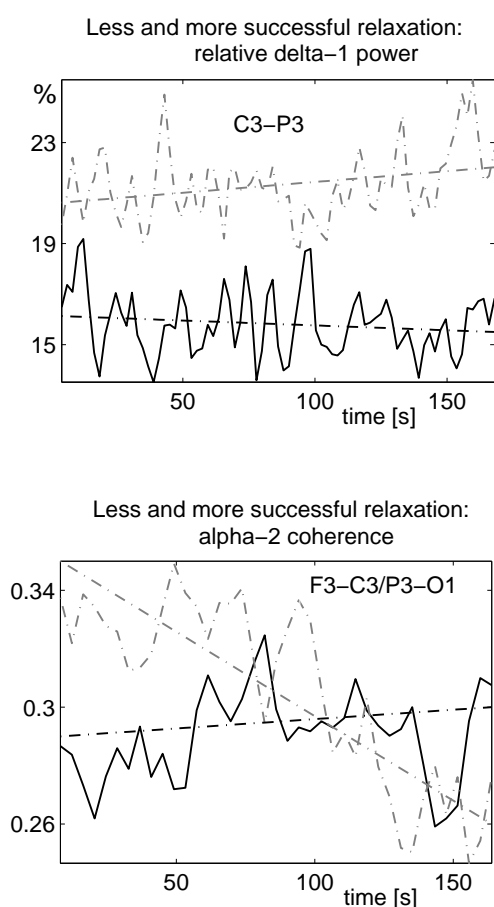 Less and more successful relaxation:
relative delta−1 power
%
C3−P3
23
19
15
50
100
150
time [s]
Less and more successful relaxation:
alpha−2 coherence
F3−C3/P3−O1
0.34
0.3
0.26
50
100
150
time [s]